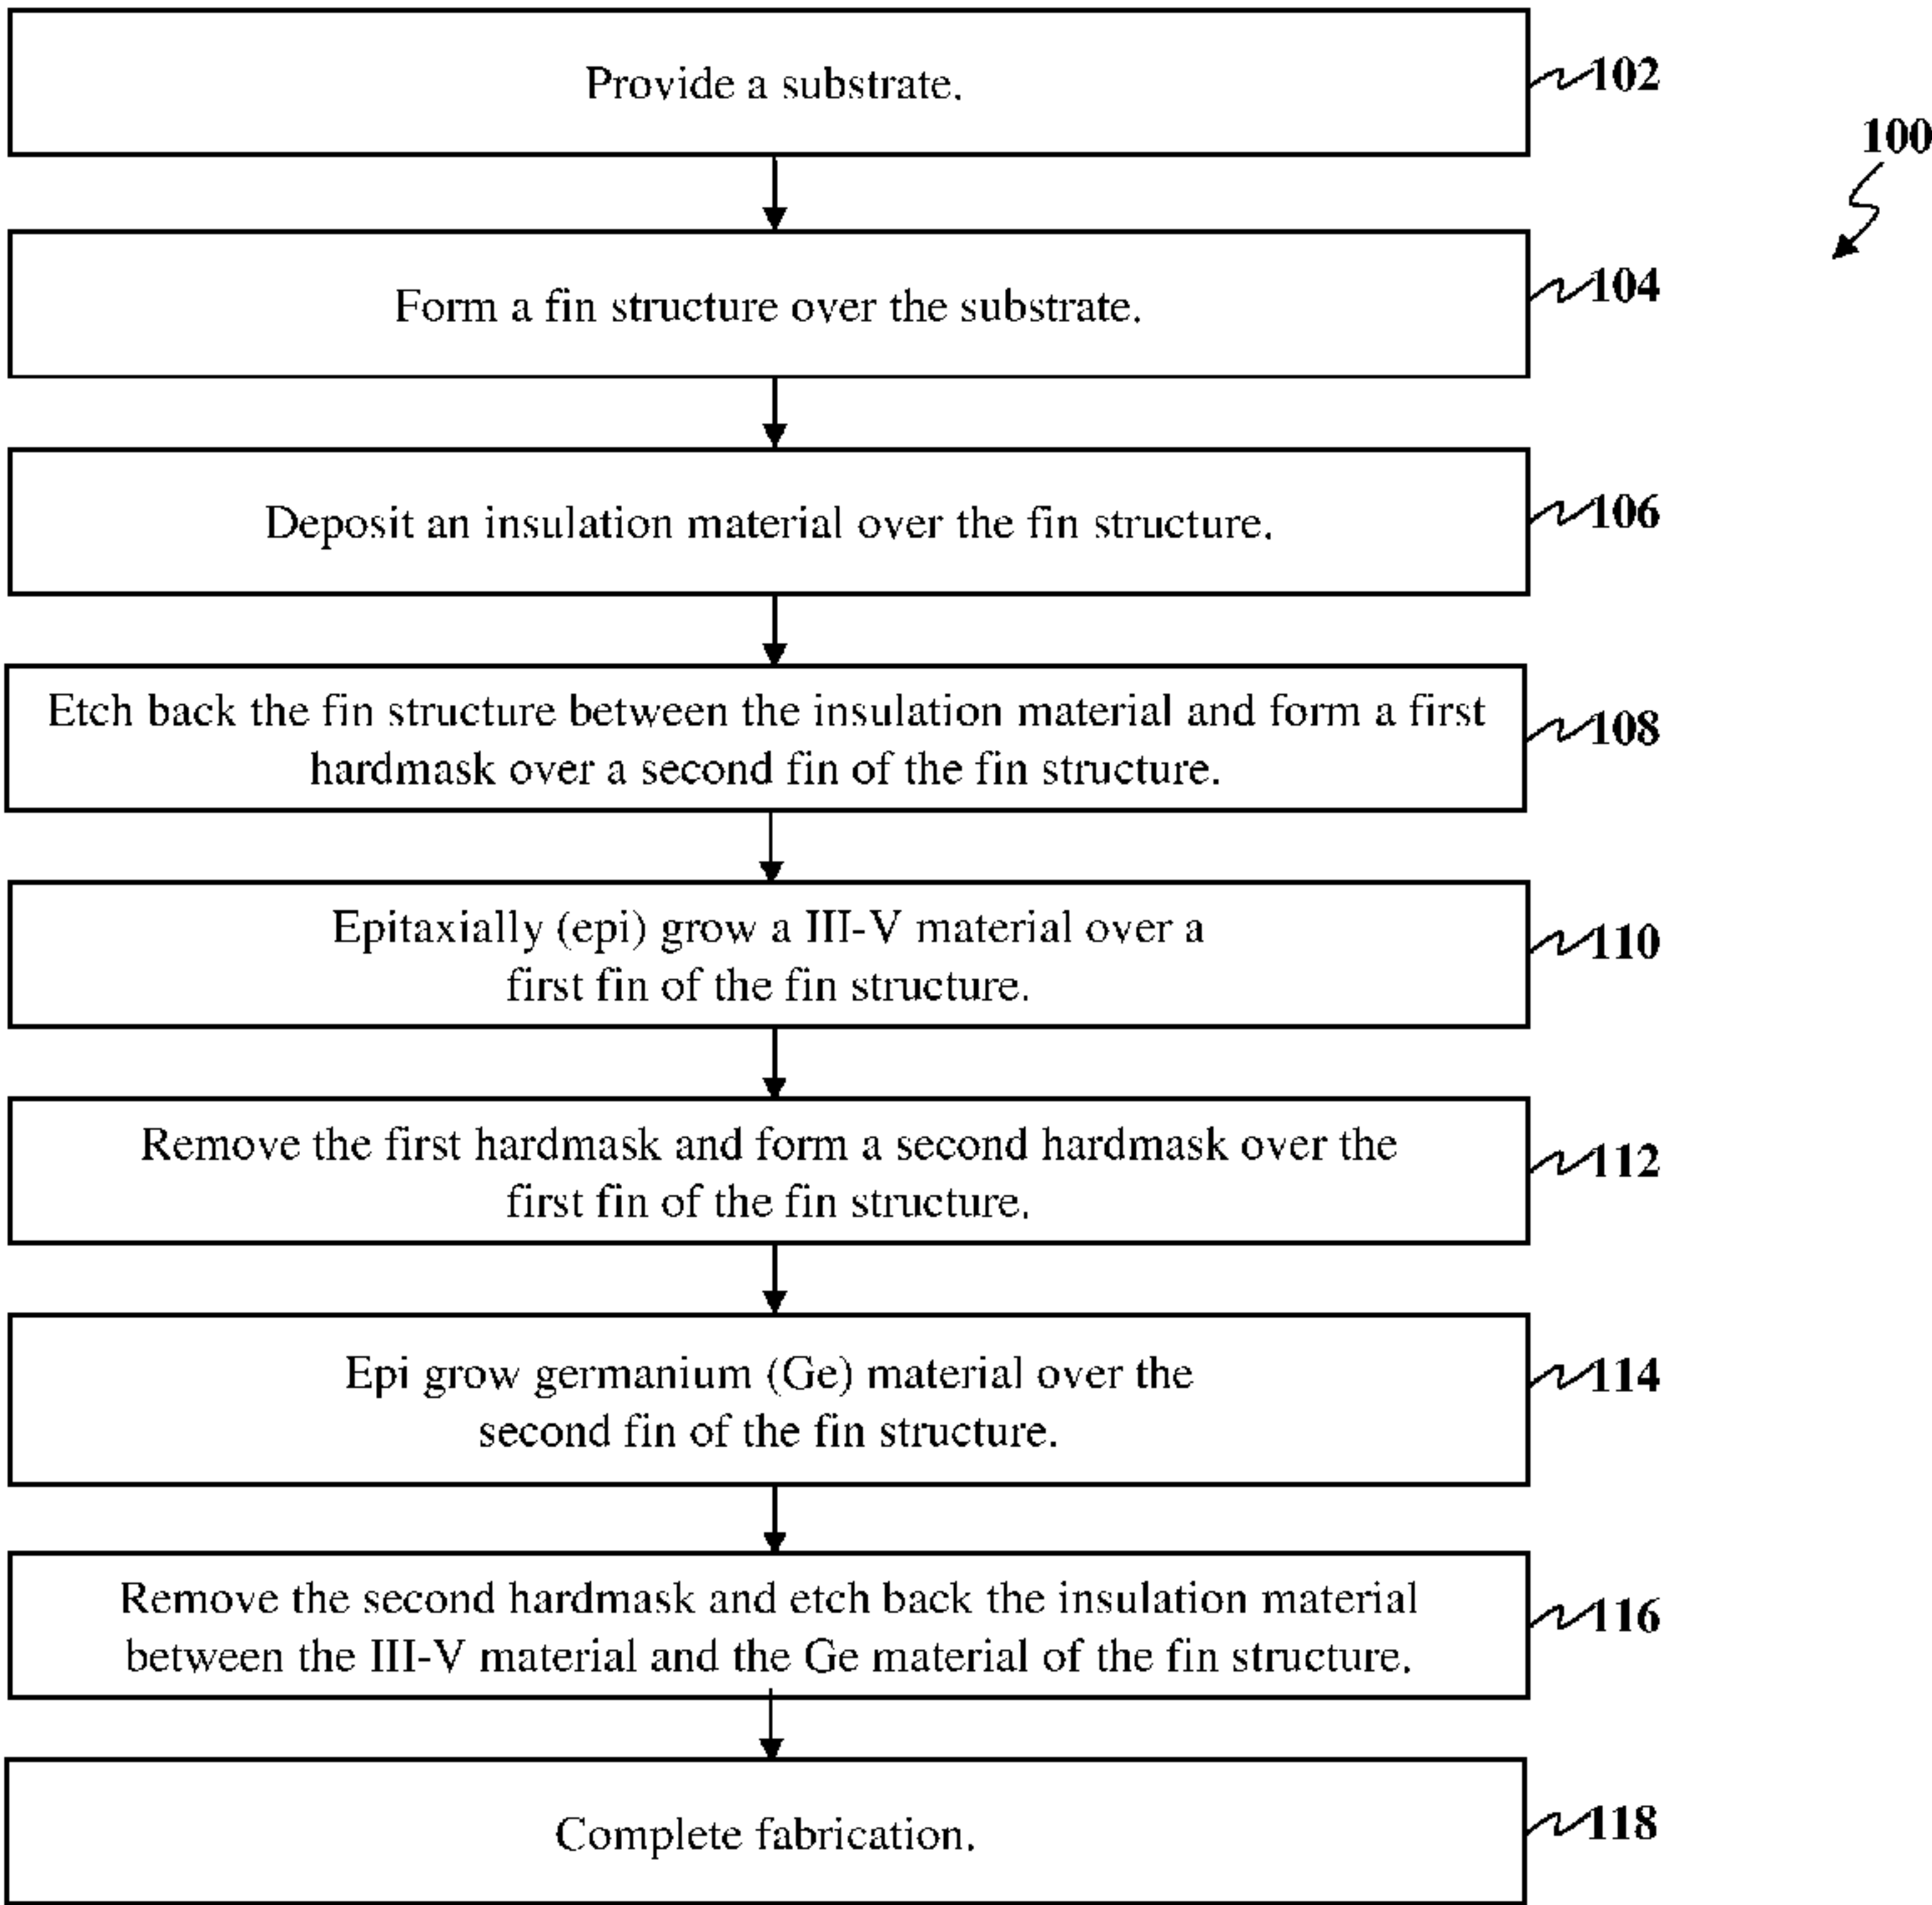 Provide a substrate.
102
100
Form a fin structure over the substrate.
104
Deposit an insulation material over the fin structure.
106
Etch back the fin structure between the insulation material and form a first
hardmask over a second fin of the fin structure.
108
Epitaxially (epi) grow a III-V material over a
first fin of the fin structure.
110
Remove the first hardmask and form a second hardmask over the
first fin of the fin structure.
112
Epi grow germanium (Ge) material over the
second fin of the fin structure.
114
Remove the second hardmask and etch back the insulation material
between the III-V material and the Ge material of the fin structure.
116
Complete fabrication.
118